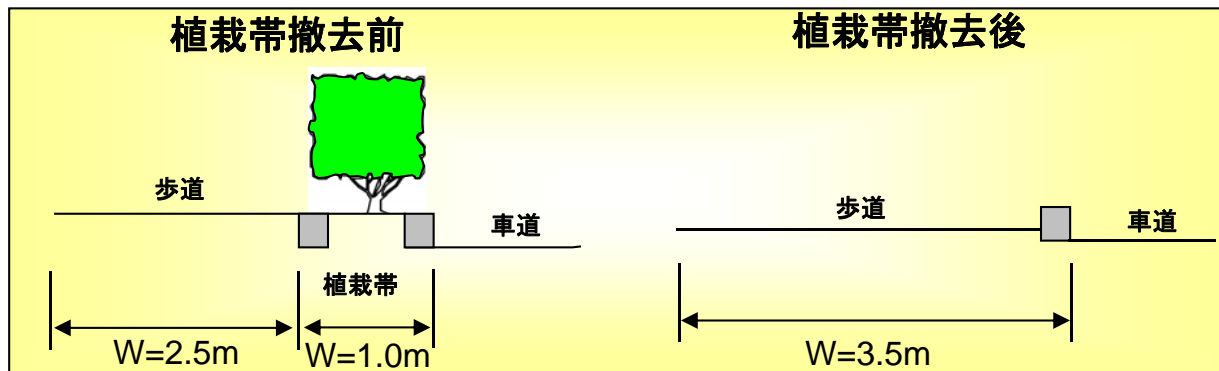 植栽帯撤去前
歩道
車道
植栽帯
W=2.5m
W=1.0m
植栽帯撤去後
歩道
車道
W=3.5m